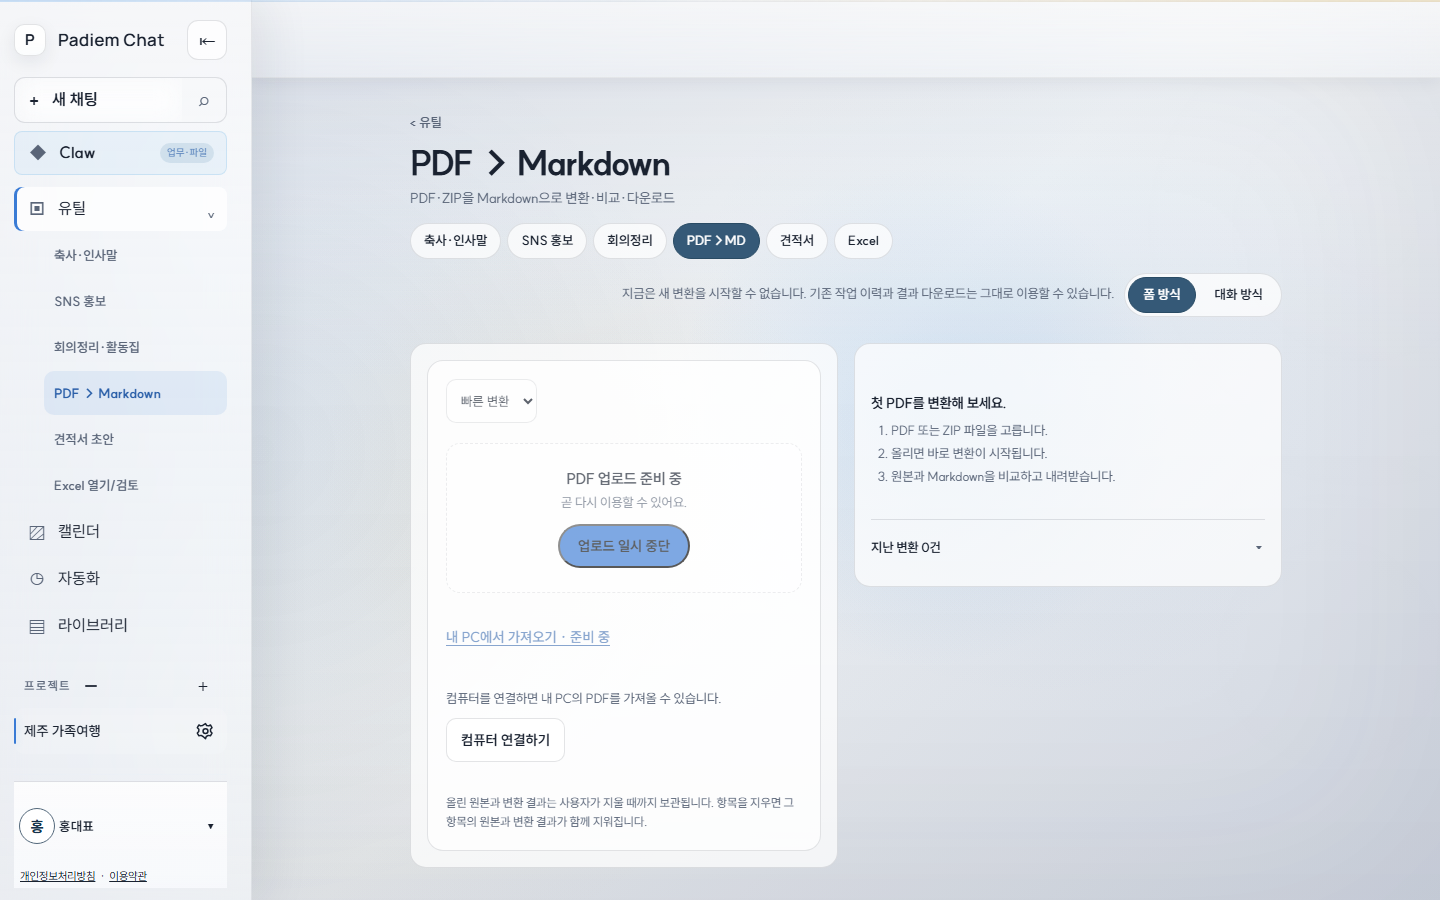 P Padiem Chat
+ 새 채팅
Claw 업무·파일
유틸
축사·인사말
SNS 홍보
회의정리·활동집
PDF > Markdown
견적서 초안
Excel 열기/검토
캘린더
자동화
라이브러리
프로젝트 +
제주 가족여행
홍 홍대표
개인정보처리방침 · 이용약관
< 유틸
PDF > Markdown
PDF·ZIP을 Markdown으로 변환·비교·다운로드
축사·인사말 SNS 홍보 회의정리 PDF > MD 견적서 Excel
지금은 새 변환을 시작할 수 없습니다. 기존 작업 이력과 결과 다운로드는 그대로 이용할 수 있습니다. 폼 방식 대화 방식
빠른 변환
PDF 업로드 준비 중
곧 다시 이용할 수 있어요.
업로드 일시 중단
내 PC에서 가져오기 · 준비 중
컴퓨터를 연결하면 내 PC의 PDF를 가져올 수 있습니다.
컴퓨터 연결하기
올린 원본과 변환 결과는 사용자가 지울 때까지 보관됩니다. 항목을 지우면 그
항목의 원본과 변환 결과가 함께 지워집니다.
첫 PDF를 변환해 보세요.
1. PDF 또는 ZIP 파일을 고릅니다.
2. 올리면 바로 변환이 시작됩니다.
3. 원본과 Markdown을 비교하고 내려받습니다.
지난 변환 0건